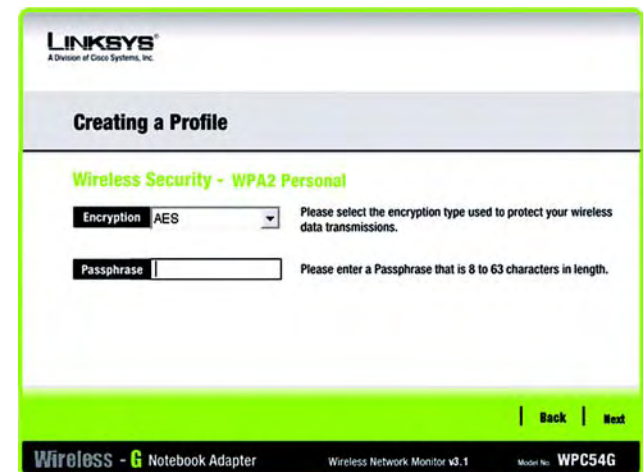 LINKSYS®
A Division of Cisco Systems, Inc.
Creating a Profile
Wireless Security - WPA2 Personal
Encryption AES
Please select the encryption type used to protect your wireless
data transmissions.
Passphrase
Please enter a Passphrase that is 8 to 63 characters in length.
Back Next
Wireless - G Notebook Adapter Wireless Network Monitor v3.1 Model No. WPC54G